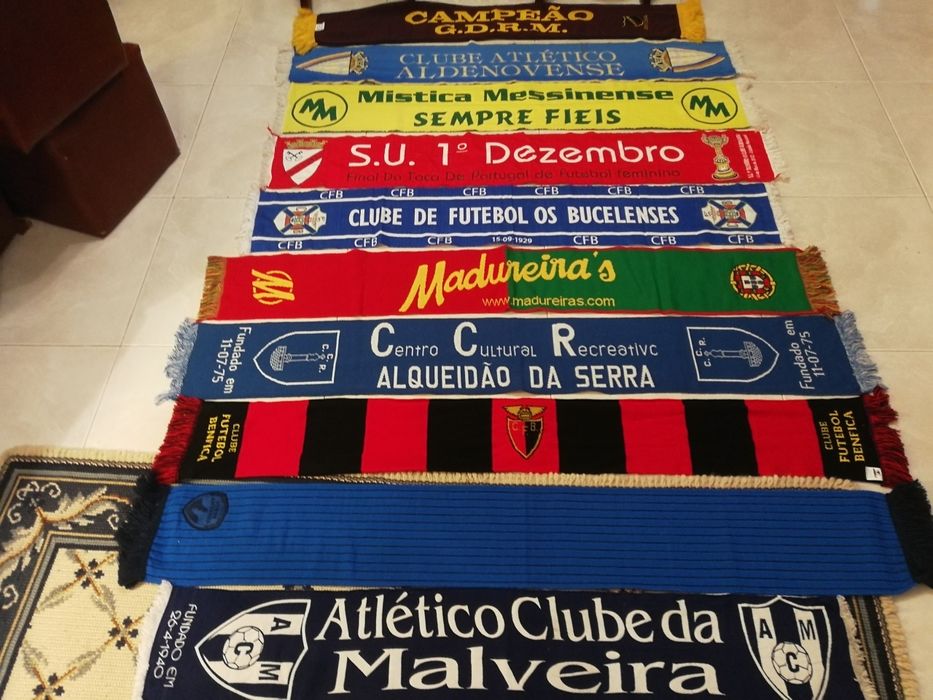 CAMPEÃO
G.D.R.M.
CLUBE ATLÉTICO
ALDENOVENSE
MM
Mistica Messinense
MM
SEMPRE FIEIS
S.U. 1º Dezembro
Final Da Taca De Portugal de Futebol feminino
CFB CFB CFB CFB CFB CFB
CLUBE DE FUTEBOL OS BUCELENSES
CFB CFB CFB 15-09-1929 CFB CFB CFB
M
Madureira's
www.madureiras.com
Fundado em
11-07-75
C.C.R.
Centro Cultural Recreativo
ALQUEIDÃO DA SERRA
C.C.R.
Fundado em
11-07-75
CLUBE
FUTEBOL
BENFICA
CFB
CLUBE
FUTEBOL
BENFICA
FUNDADO EM
26-4-1940
A M C
Atlético Clube da
Malveira
A M C